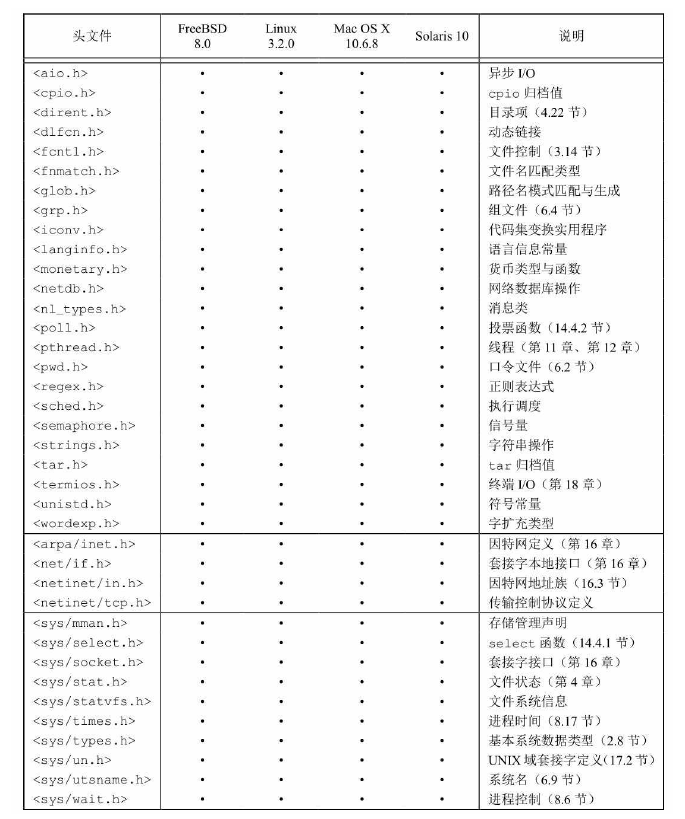 头文件 FreeBSD 8.0 Linux 3.2.0 Mac OS X 10.6.8 Solaris 10 说明
<aio.h> • • • • 异步 I/O
<cpio.h> • • • • cpio 归档值
<dirent.h> • • • • 目录项（4.22 节）
<dlfcn.h> • • • • 动态链接
<fcntl.h> • • • • 文件控制（3.14 节）
<fnmatch.h> • • • • 文件名匹配类型
<glob.h> • • • • 路径名模式匹配与生成
<grp.h> • • • • 组文件（6.4 节）
<iconv.h> • • • • 代码集变换实用程序
<langinfo.h> • • • • 语言信息常量
<monetary.h> • • • • 货币类型与函数
<netdb.h> • • • • 网络数据库操作
<nl_types.h> • • • • 消息类
<poll.h> • • • • 投票函数（14.4.2 节）
<pthread.h> • • • • 线程（第 11 章、第 12 章）
<pwd.h> • • • • 口令文件（6.2 节）
<regex.h> • • • • 正则表达式
<sched.h> • • • • 执行调度
<semaphore.h> • • • • 信号量
<strings.h> • • • • 字符串操作
<tar.h> • • • • tar 归档值
<termios.h> • • • • 终端 I/O（第 18 章）
<unistd.h> • • • • 符号常量
<wordexp.h> • • • • 字扩充类型
<arpa/inet.h> • • • • 因特网定义（第 16 章）
<net/if.h> • • • • 套接字本地接口（第 16 章）
<netinet/in.h> • • • • 因特网地址族（16.3 节）
<netinet/tcp.h> • • • • 传输控制协议定义
<sys/mman.h> • • • • 存储管理声明
<sys/select.h> • • • • select 函数（14.4.1 节）
<sys/socket.h> • • • • 套接字接口（第 16 章）
<sys/stat.h> • • • • 文件状态（第 4 章）
<sys/statvfs.h> • • • • 文件系统信息
<sys/times.h> • • • • 进程时间（8.17 节）
<sys/types.h> • • • • 基本系统数据类型（2.8 节）
<sys/un.h> • • • • UNIX 域套接字定义（17.2 节）
<sys/utsname.h> • • • • 系统名（6.9 节）
<sys/wait.h> • • • • 进程控制（8.6 节）